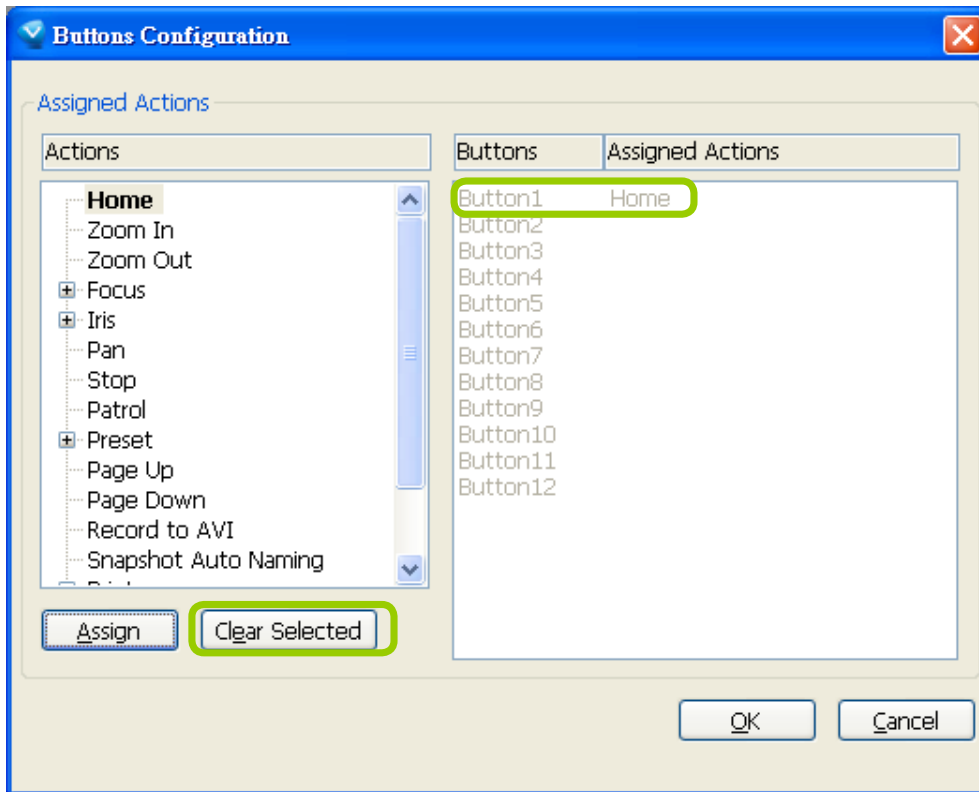 Buttons Configuration
Assigned Actions
Actions
Buttons Assigned Actions
Home
Zoom In
Zoom Out
Focus
Iris
Pan
Stop
Patrol
Preset
Page Up
Page Down
Record to AVI
Snapshot Auto Naming
Button1 Home
Button2
Button3
Button4
Button5
Button6
Button7
Button8
Button9
Button10
Button11
Button12
Assign
Clear Selected
OK
Cancel